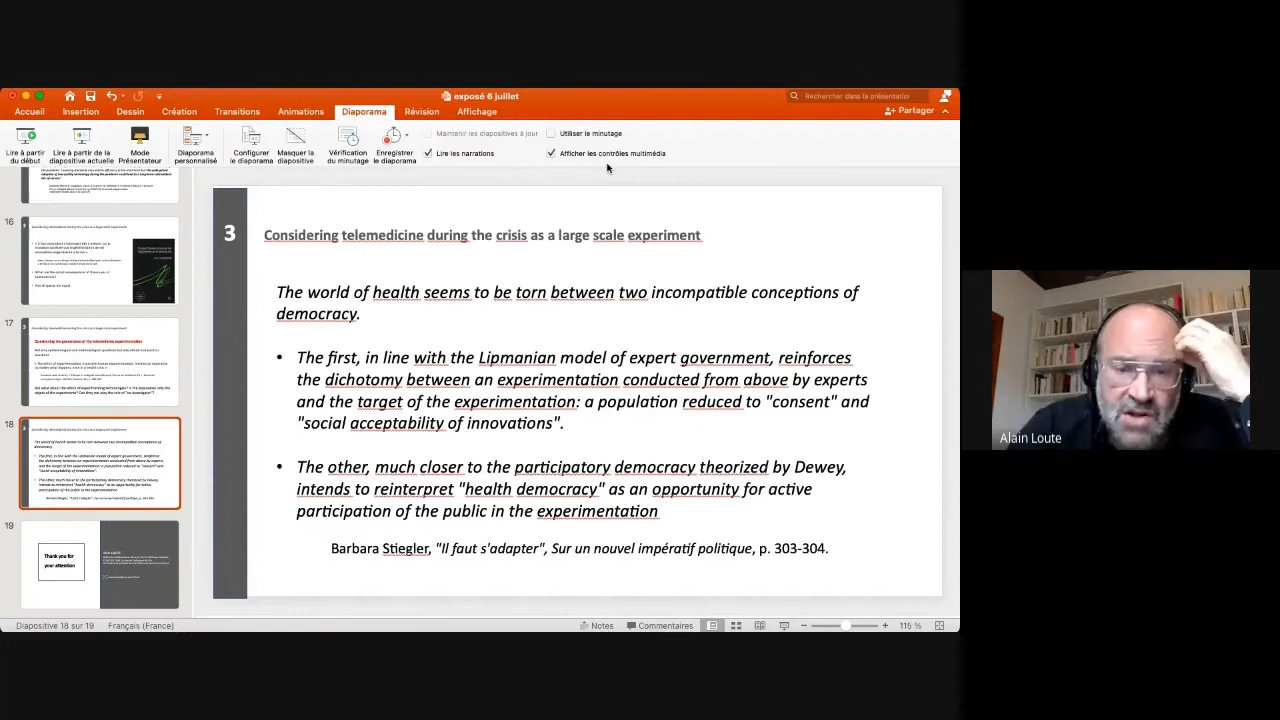 exposé 6 juillet
Rechercher dans la présentation
Accueil Insertion Dessin Création Transitions Animations Diaporama Révision Affichage
Partager
Lire à partir du début
Lire à partir de la diapositive actuelle
Mode Présentateur
Diaporama personnalisé
Configurer le diaporama
Masquer la diapositive
Vérification du minutage
Enregistrer le diaporama
Maintenir les diapositives à jour
Utiliser le minutage
Lire les narrations
Afficher les contrôles multimédia
16
17
18
19
Thank you for
your attention
3
Considering telemedicine during the crisis as a large scale experiment
The world of health seems to be torn between two incompatible conceptions of
democracy.
• The first, in line with the Lipmanian model of expert government, reinforces
the dichotomy between an experimentation conducted from above by experts
and the target of the experimentation: a population reduced to "consent" and
"social acceptability of innovations".
• The other, much closer to the participatory democracy theorized by Dewey,
intends to reinterpret "health democracy" as an opportunity for active
participation of the public in the experimentation
Barbara Stiegler, "Il faut s'adapter". Sur un nouvel impératif politique, p. 303-304.
Alain Loute
Diapositive 18 sur 19 Français (France)
Notes Commentaires 115 %